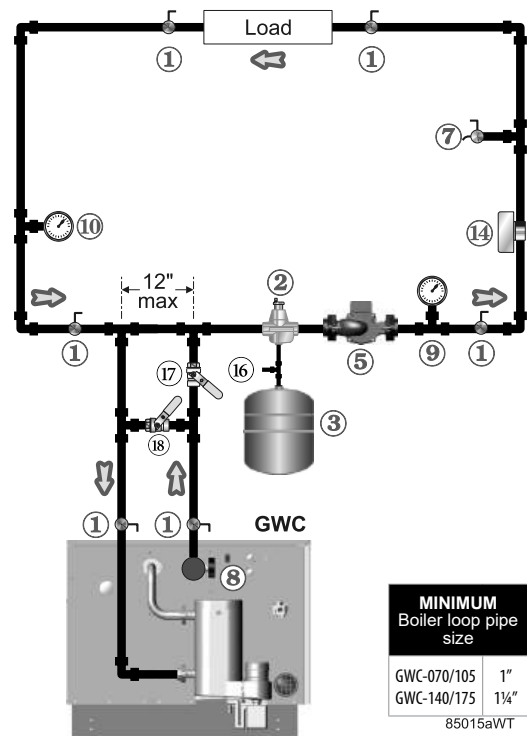 Load
1
1
7
10
14
12"
max
2
1
5
9
1
17
16
3
18
1
1
GWC
8
MINIMUM
Boiler loop pipe
size
GWC-070/105 1"
GWC-140/175 1¼"
85015aWT